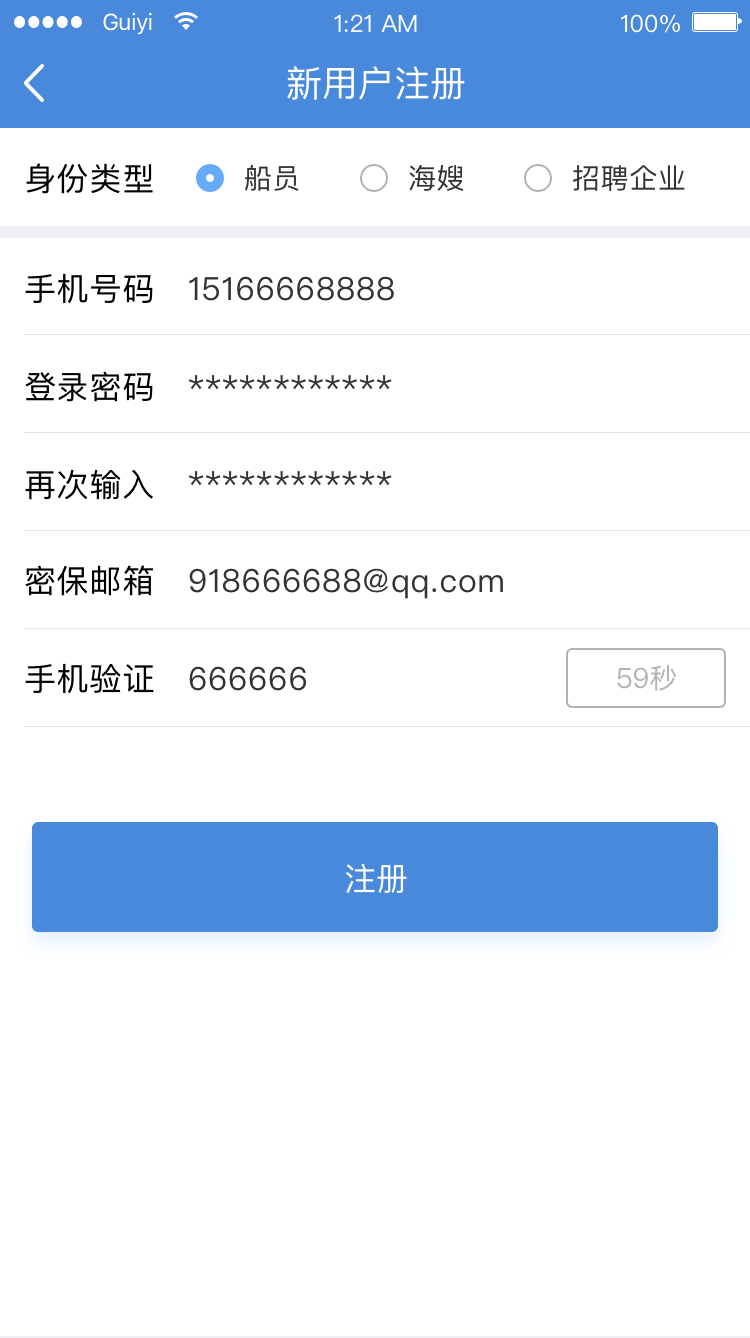 Guiyi 1:21 AM 100%
新用户注册
身份类型 船员 海嫂 招聘企业
手机号码 15166668888
登录密码 ************
再次输入 ************
密保邮箱 918666688@qq.com
手机验证 666666 59秒
注册